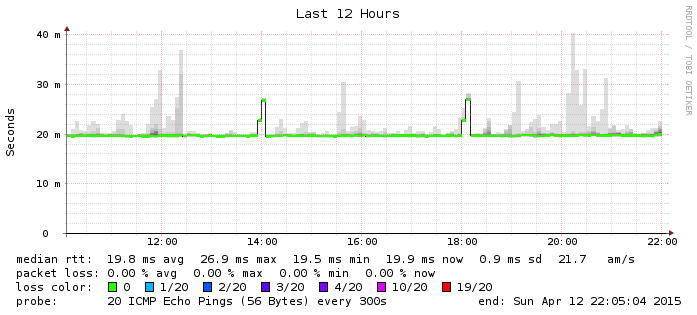 Last 12 Hours
RRDTOOL / TOBI OETIKER
Seconds
40 m
30 m
20 m
10 m
0
12:00 14:00 16:00 18:00 20:00 22:00
median rtt: 19.8 ms avg 26.9 ms max 19.5 ms min 19.9 ms now 0.9 ms sd 21.7 am/s
packet loss: 0.00 % avg 0.00 % max 0.00 % min 0.00 % now
loss color: 0 1/20 2/20 3/20 4/20 10/20 19/20
probe: 20 ICMP Echo Pings (56 Bytes) every 300s end: Sun Apr 12 22:05:04 2015